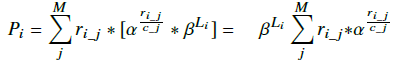 P_i = \sum_{j}^{M} r_{i\_j} * [\alpha^{\frac{r_{i\_j}}{c\_j}} * \beta^{L_i}] = \beta^{L_i} \sum_{j}^{M} r_{i\_j} * \alpha^{\frac{r_{i\_j}}{c\_j}}